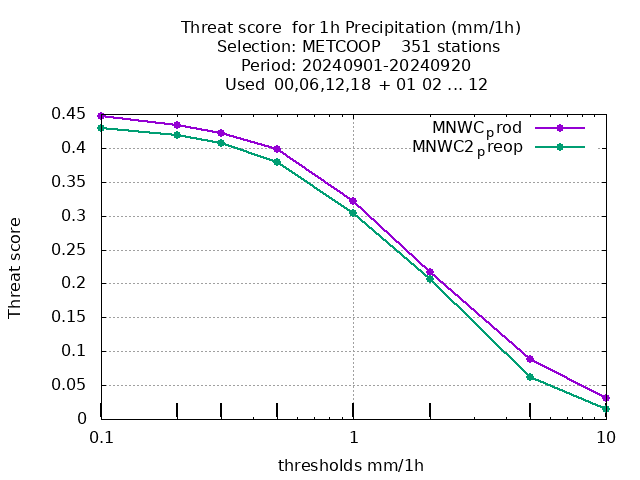 Threat score  for 1h Precipitation (mm/1h)
Selection: METCOOP    351 stations
Period: 20240901-20240920
Used  00,06,12,18 + 01 02 ... 12
MNWCprod
MNWC2preop
0.45
0.4
0.35
0.3
0.25
0.2
0.15
0.1
0.05
0
Threat score
0.1
1
10
thresholds mm/1h